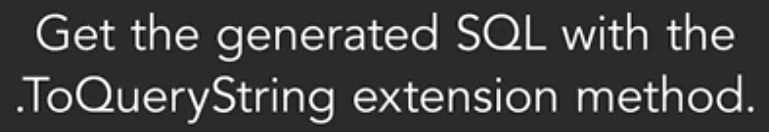 Get the generated SQL with the
.ToQueryString extension method.